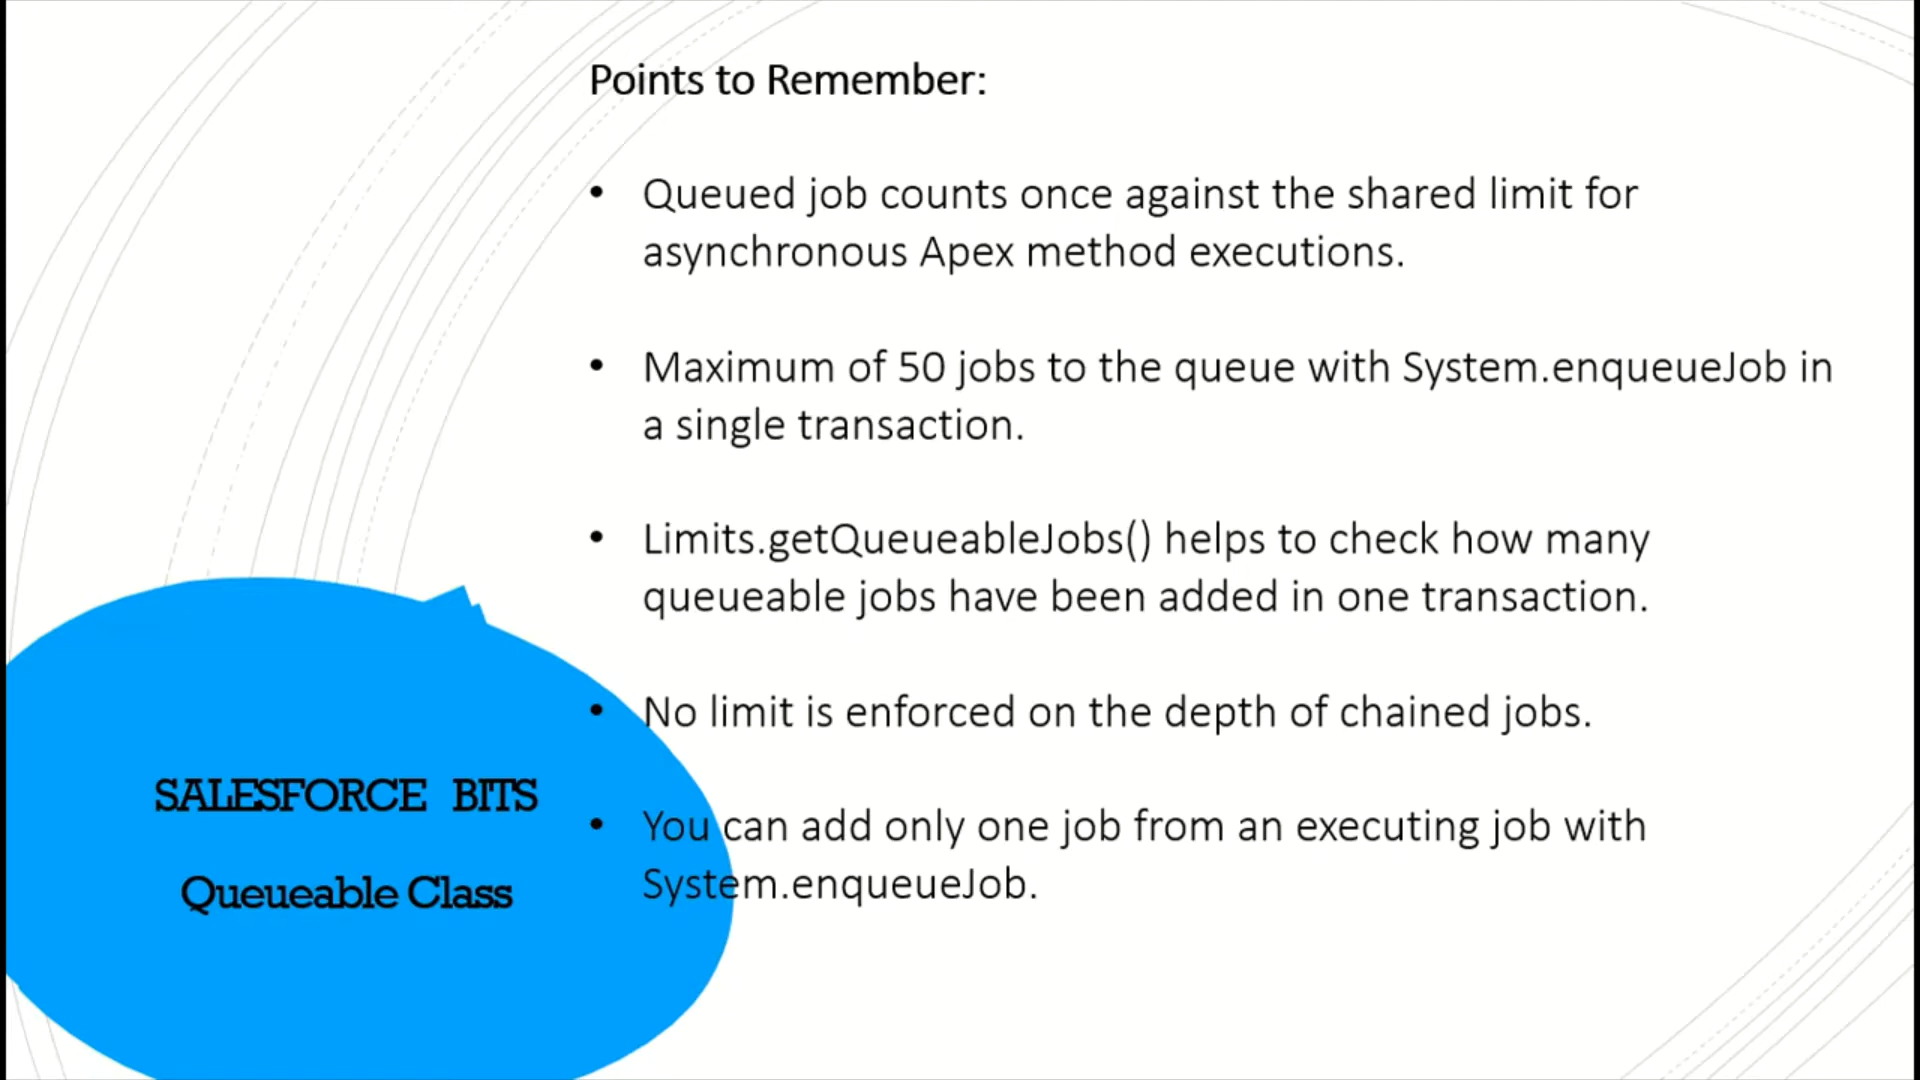 Points to Remember:
• Queued job counts once against the shared limit for
asynchronous Apex method executions.
• Maximum of 50 jobs to the queue with System.enqueueJob in
a single transaction.
• Limits.getQueueableJobs() helps to check how many
queueable jobs have been added in one transaction.
• No limit is enforced on the depth of chained jobs.
• You can add only one job from an executing job with
System.enqueueJob.
SALESFORCE BITS
Queueable Class